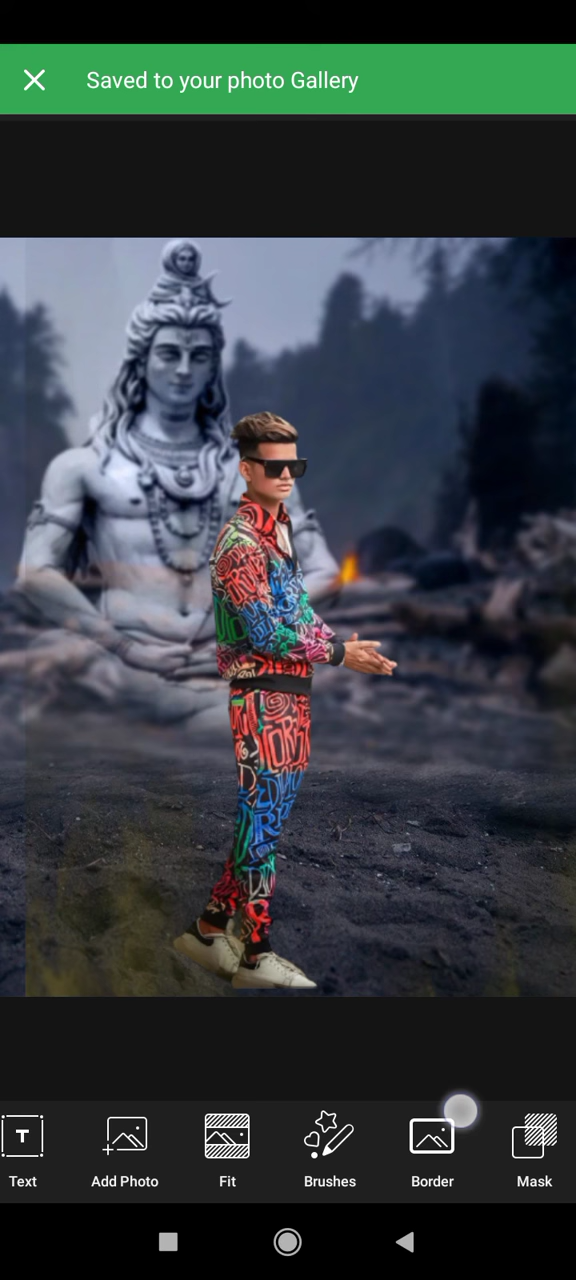 Saved to your photo Gallery
T
Text
Add Photo
Fit
Brushes
Border
Mask